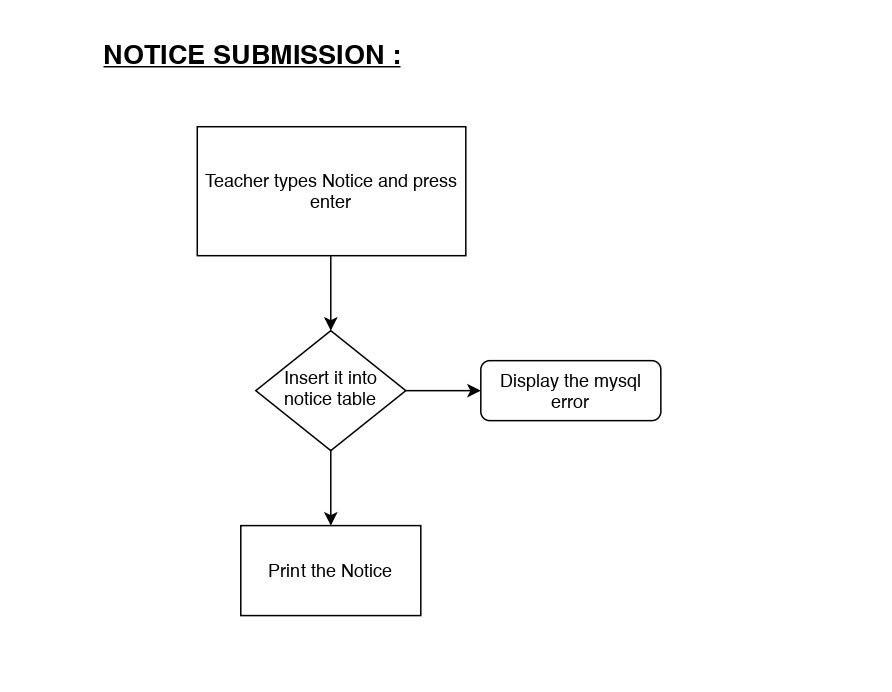 NOTICE SUBMISSION :
Teacher types Notice and press
enter
Insert it into
notice table
Display the mysql
error
Print the Notice